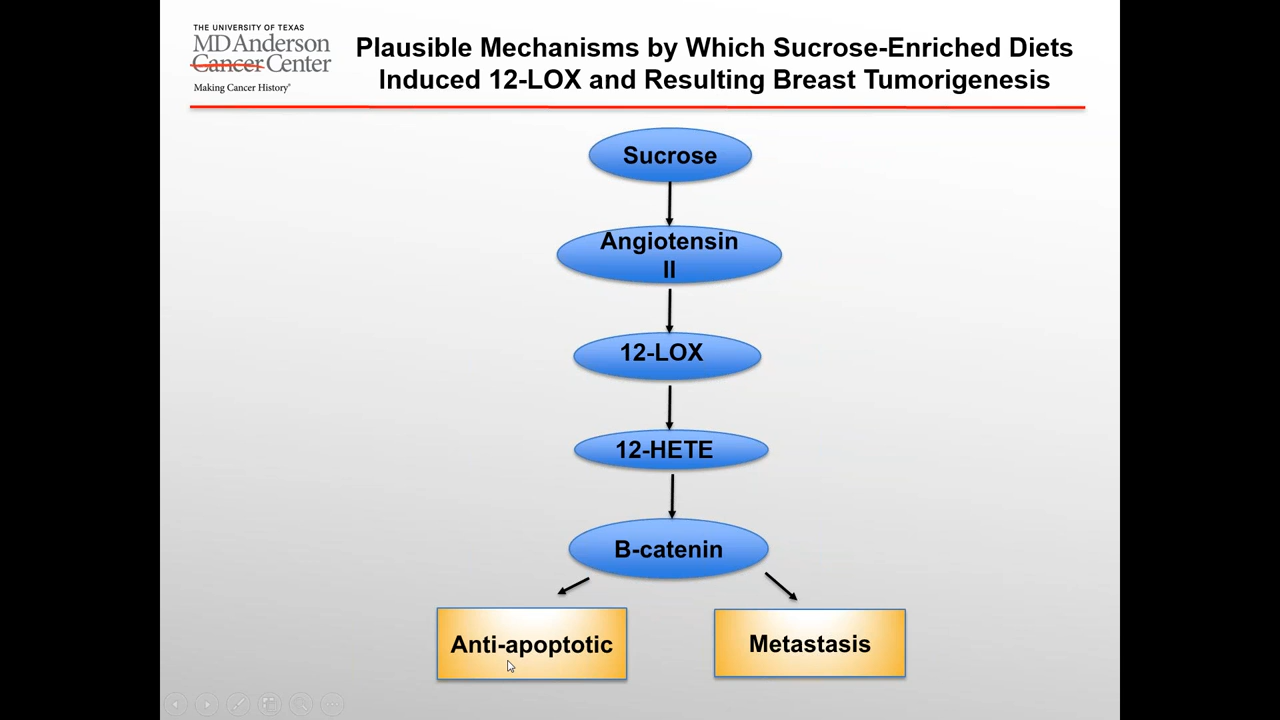 THE UNIVERSITY OF TEXAS
MD Anderson
Cancer Center
Making Cancer History®
Plausible Mechanisms by Which Sucrose-Enriched Diets
Induced 12-LOX and Resulting Breast Tumorigenesis
Sucrose
Angiotensin
II
12-LOX
12-HETE
B-catenin
Anti-apoptotic
Metastasis